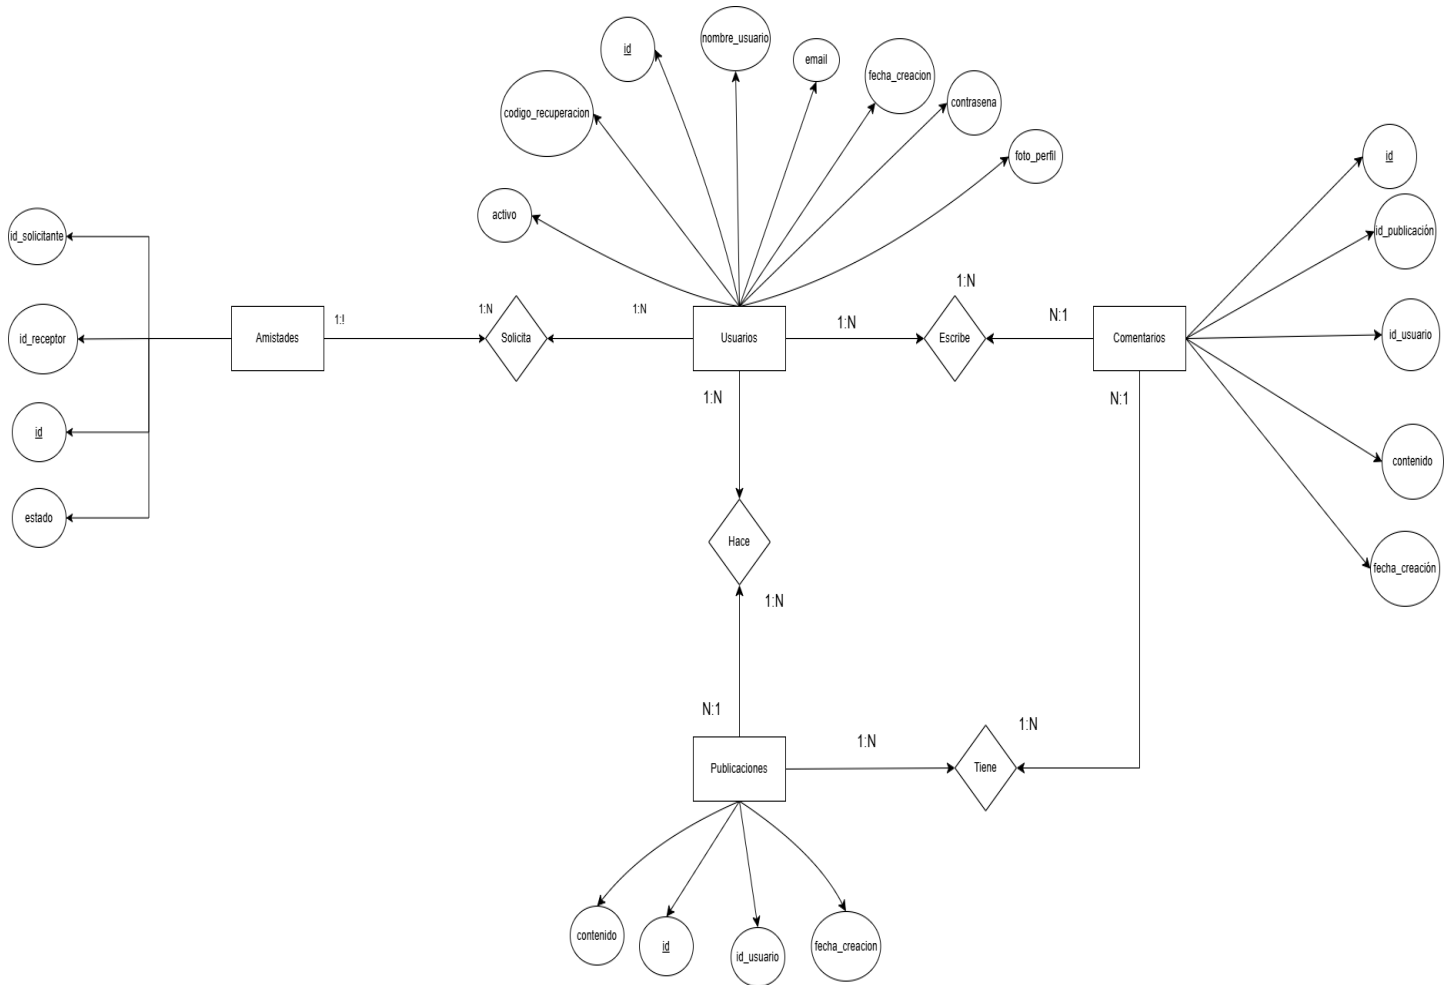 nombre_usuario
id
email
fecha_creacion
contrasena
codigo_recuperacion
foto_perfil
id
activo
id_solicitante
id_publicación
1:N
1:N
1:N
1:!
1:N
N:1
id_receptor
Amistades
Solicita
Usuarios
1:N
Escribe
Comentarios
id_usuario
1:N
N:1
id
contenido
estado
Hace
fecha_creación
1:N
N:1
1:N
1:N
Publicaciones
Tiene
contenido
id
id_usuario
fecha_creacion